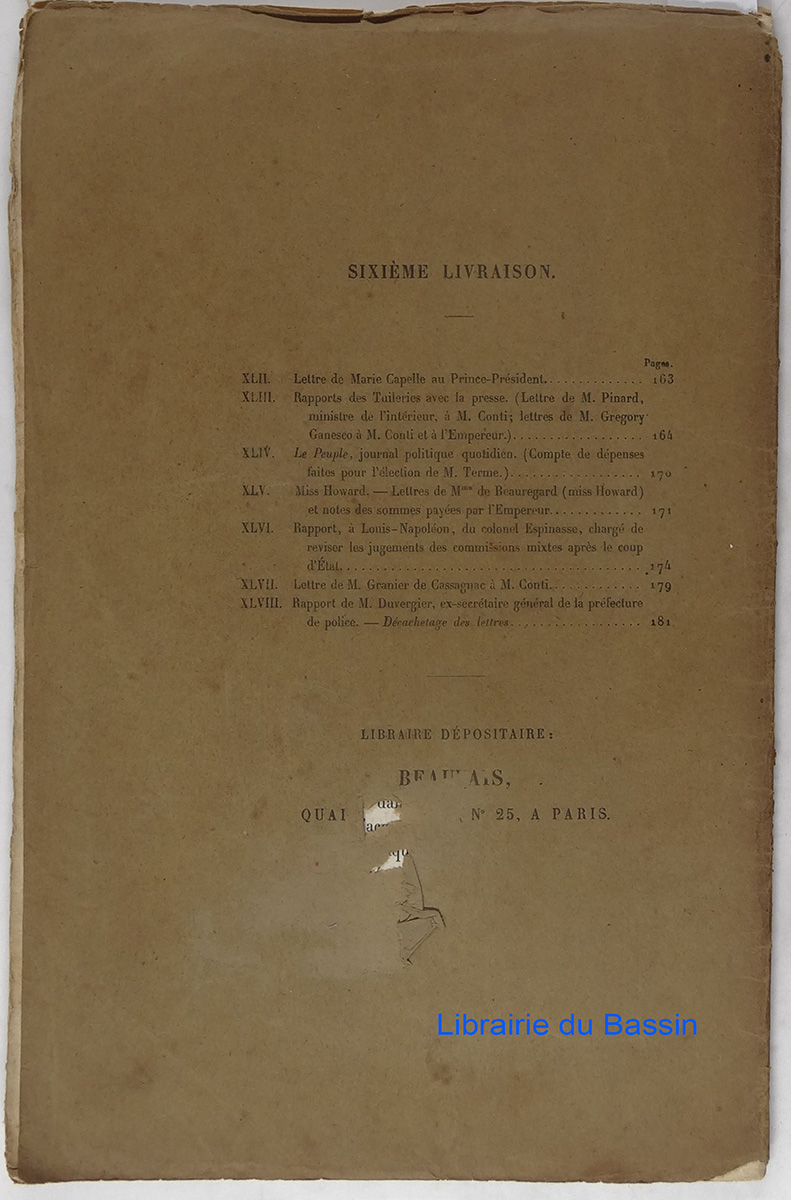 SIXIÈME LIVRAISON.
Pages.
XLII. Lettre de Marie Capelle au Prince-Président. . . . . . . . . . . . . . 163
XLIII. Rapports des Tuileries avec la presse. (Lettre de M. Pinard,
ministre de l'intérieur, à M. Conti; lettres de M. Gregory
Ganesco à M. Conti et à l'Empereur.). . . . . . . . . . . . . . . . . . 164
XLIV. Le Peuple, journal politique quotidien. (Compte de dépenses
faites pour l'élection de M. Terme.). . . . . . . . . . . . . . . . . . 170
XLV. Miss Howard. — Lettres de Mme de Beauregard (miss Howard)
et notes des sommes payées par l'Empereur. . . . . . . . . . . . . 171
XLVI. Rapport, à Louis-Napoléon, du colonel Espinasse, chargé de
reviser les jugements des commissions mixtes après le coup
d'État. . . . . . . . . . . . . . . . . . . . . . . . . . . . . . . . . . . . . . . . 174
XLVII. Lettre de M. Granier de Cassagnac à M. Conti. . . . . . . . . . . . . 179
XLVIII. Rapport de M. Duvergier, ex-secrétaire général de la préfecture
de police. — Décachetage des lettres. . . . . . . . . . . . . . . . . . . 181
LIBRAIRE DÉPOSITAIRE:
QUAI , N° 25, A PARIS.
Librairie du Bassin